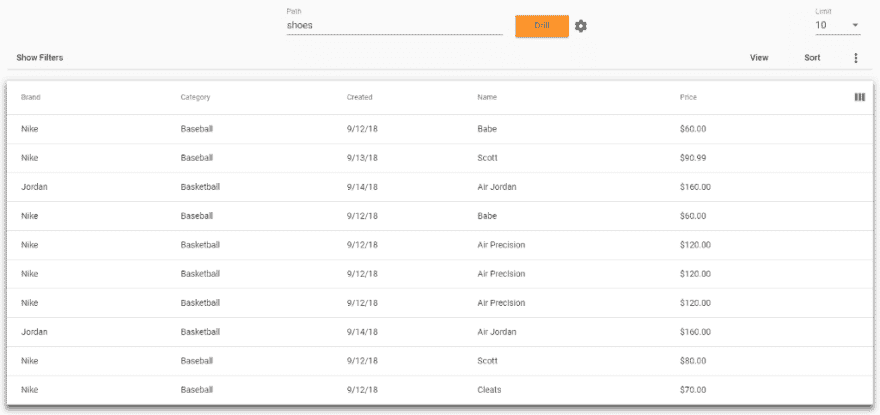 Path
Limit
shoes
Drill
10
Show Filters View Sort
Brand Category Created Name Price
Nike Baseball 9/12/18 Babe $60.00
Nike Baseball 9/13/18 Scott $90.99
Jordan Basketball 9/14/18 Air Jordan $160.00
Nike Baseball 9/12/18 Babe $60.00
Nike Basketball 9/12/18 Air Precision $120.00
Nike Basketball 9/12/18 Air Precision $120.00
Nike Basketball 9/12/18 Air Precision $120.00
Jordan Basketball 9/14/18 Air Jordan $160.00
Nike Baseball 9/12/18 Scott $80.00
Nike Baseball 9/12/18 Cleats $70.00